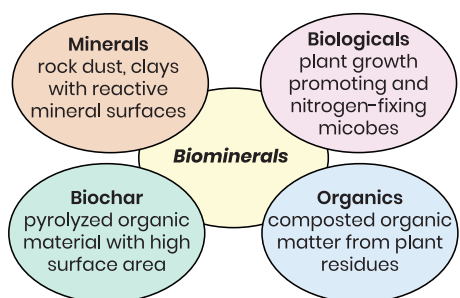 Minerals
rock dust, clays
with reactive
mineral surfaces
Biologicals
plant growth
promoting and
nitrogen-fixing
micobes
Biominerals
Biochar
pyrolyzed organic
material with high
surface area
Organics
composted organic
matter from plant
residues